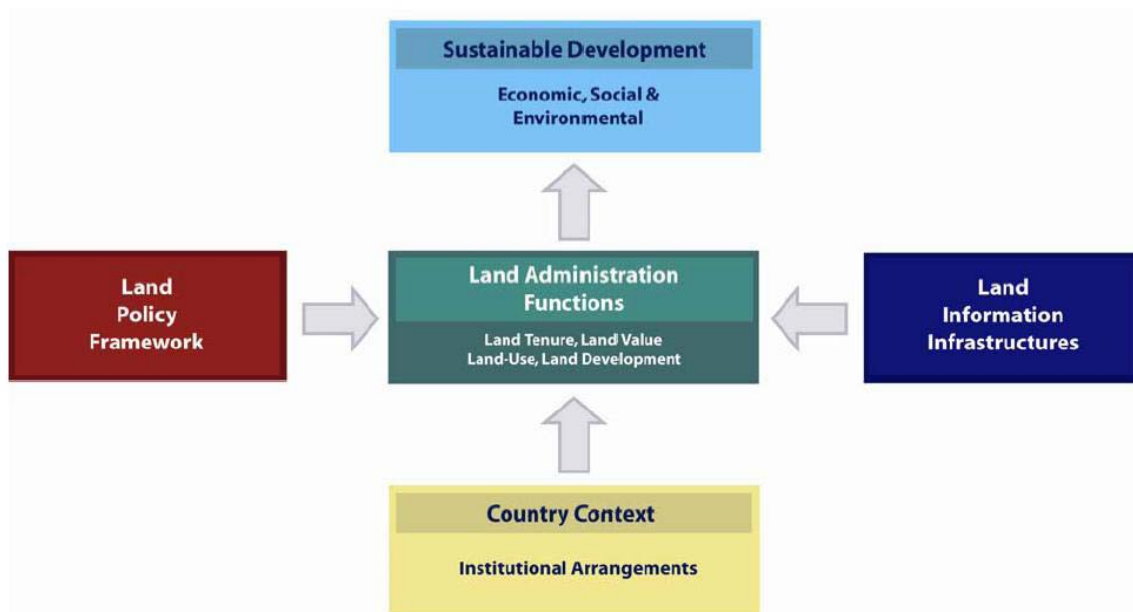 Sustainable Development
Economic, Social &
Environmental
Land
Policy
Framework
Land Administration
Functions
Land Tenure, Land Value
Land-Use, Land Development
Land
Information
Infrastructures
Country Context
Institutional Arrangements